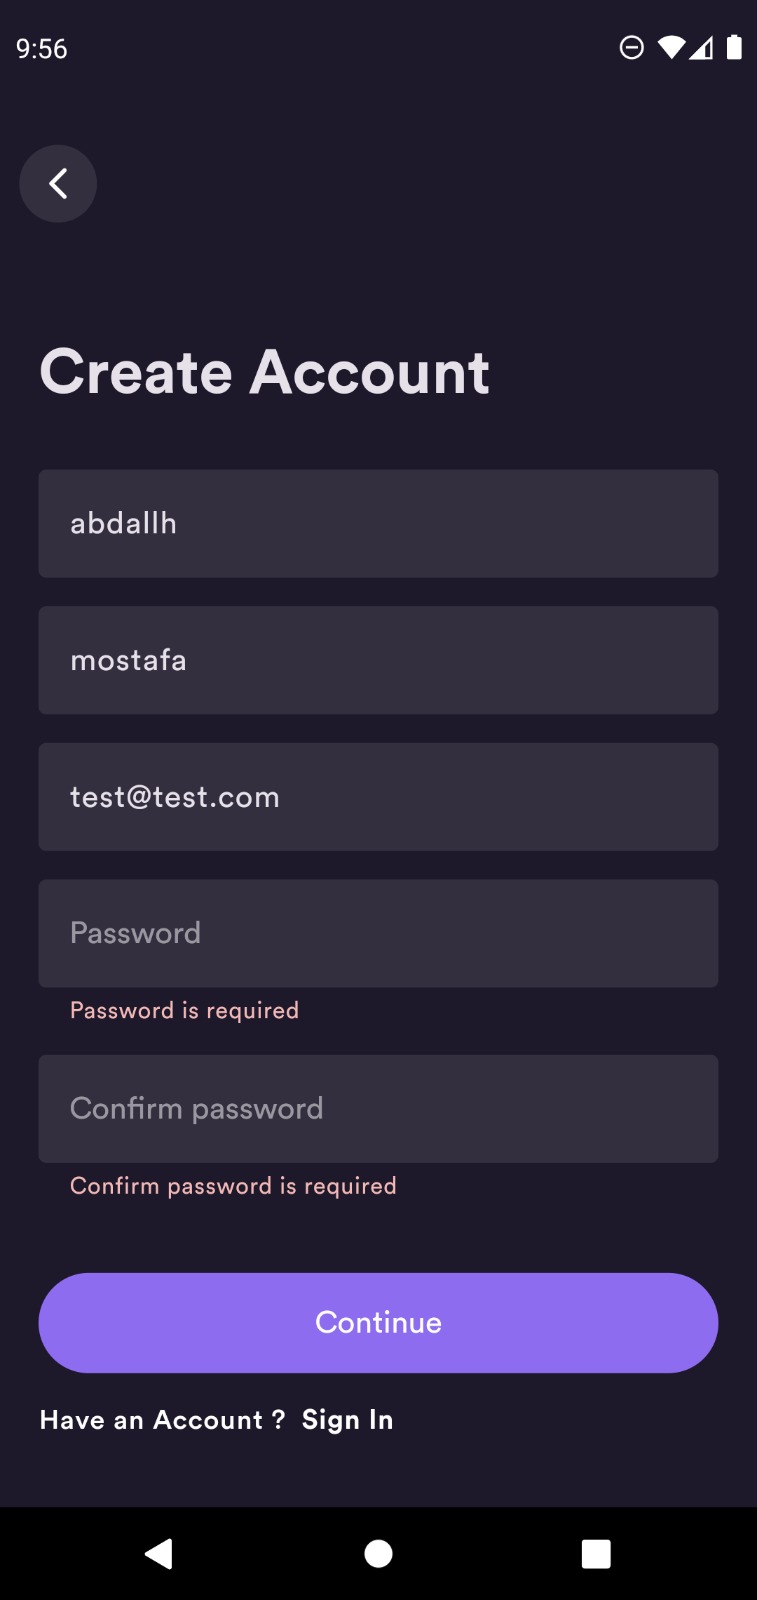 9:56
Create Account
abdallh
mostafa
test@test.com
Password
Password is required
Confirm password
Confirm password is required
Continue
Have an Account ? Sign In